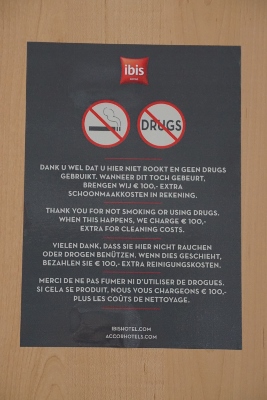 ibis
HOTEL
DRUGS
DANK U WEL DAT U HIER NIET ROOKT EN GEEN DRUGS
GEBRUIKT. WANNEER DIT TOCH GEBEURT,
BRENGEN WIJ € 100,- EXTRA
SCHOONMAAKKOSTEN IN REKENING.
THANK YOU FOR NOT SMOKING OR USING DRUGS.
WHEN THIS HAPPENS, WE CHARGE € 100,-
EXTRA FOR CLEANING COSTS.
VIELEN DANK, DASS SIE HIER NICHT RAUCHEN
ODER DROGEN BENÜTZEN. WENN DIES GESCHIEHT,
BEZAHLEN SIE € 100,- EXTRA REINIGUNGSKOSTEN.
MERCI DE NE PAS FUMER NI D'UTILISER DE DROGUES.
SI CELA SE PRODUIT, NOUS VOUS CHARGEONS € 100,-
PLUS LES COÛTS DE NETTOYAGE.
IBISHOTEL.COM
ACCORHOTELS.COM